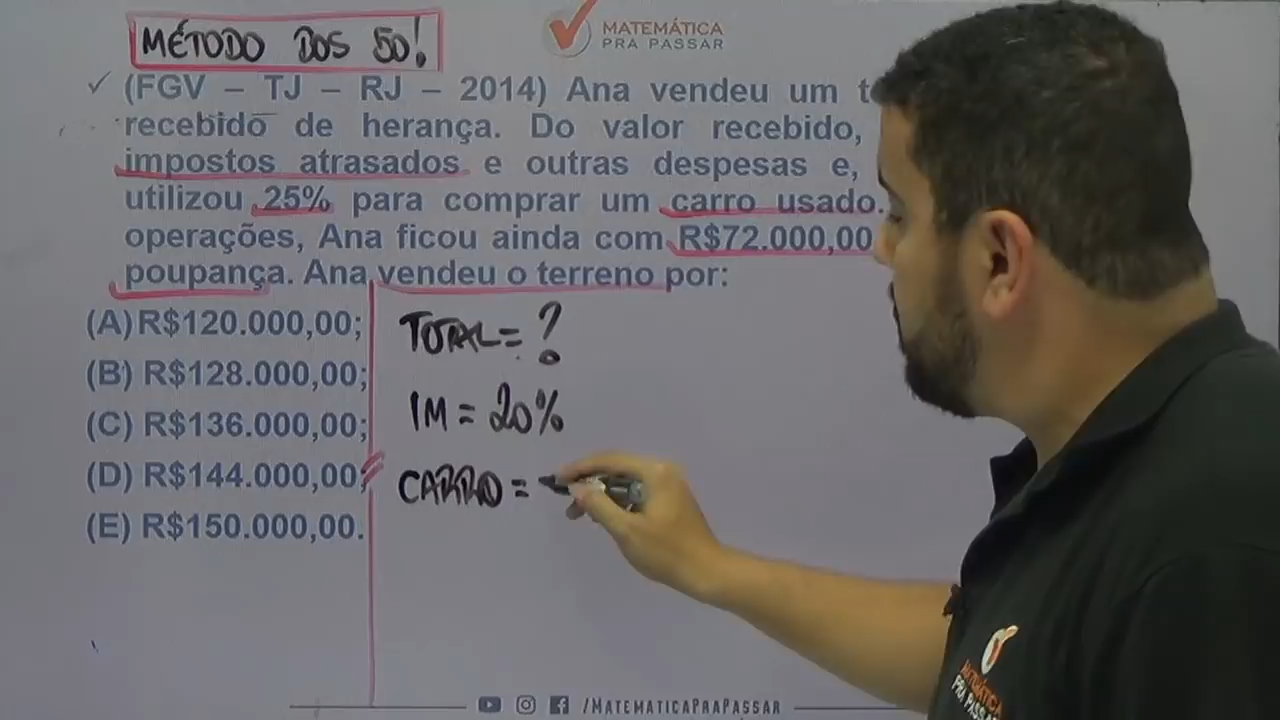 MÉTODO DOS 50!
MATEMÁTICA
PRA PASSAR
✓ (FGV – TJ – RJ – 2014) Ana vendeu um
recebido de herança. Do valor recebido,
impostos atrasados e outras despesas e,
utilizou 25% para comprar um carro usado.
operações, Ana ficou ainda com R$72.000,00
poupança. Ana vendeu o terreno por:
(A) R$120.000,00;
(B) R$128.000,00;
(C) R$136.000,00;
(D) R$144.000,00;
(E) R$150.000,00.
TOTAL = ?
IM = 20%
CARRO =
MATEMÁTICA
PRA PASSAR
/MATEMATICAPRAPASSAR